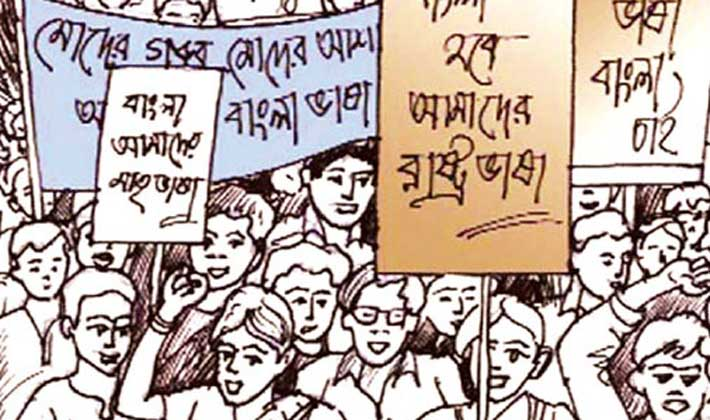 মোদের গরব মোদের আশা
আ
বাংলা ভাষা
বাংলা
আমাদের
মাতৃ ভাষা
বাংলা
হবে
আমাদের
রাষ্ট্র ভাষা
ভাষা
বাংলা
চাই